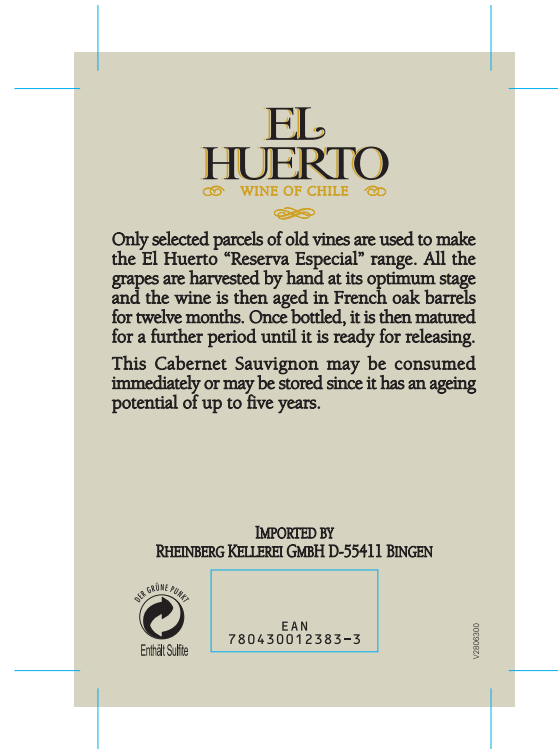 EL
HUERTO
WINE OF CHILE
Only selected parcels of old vines are used to make
the El Huerto “Reserva Especial” range. All the
grapes are harvested by hand at its optimum stage
and the wine is then aged in French oak barrels
for twelve months. Once bottled, it is then matured
for a further period until it is ready for releasing.
This Cabernet Sauvignon may be consumed
immediately or may be stored since it has an ageing
potential of up to five years.
IMPORTED BY
RHEINBERG KELLEREI GMBH D-55411 BINGEN
DER GRÜNE PUNKT
Enthält Sulfite
EAN
780430012383-3
V2806300